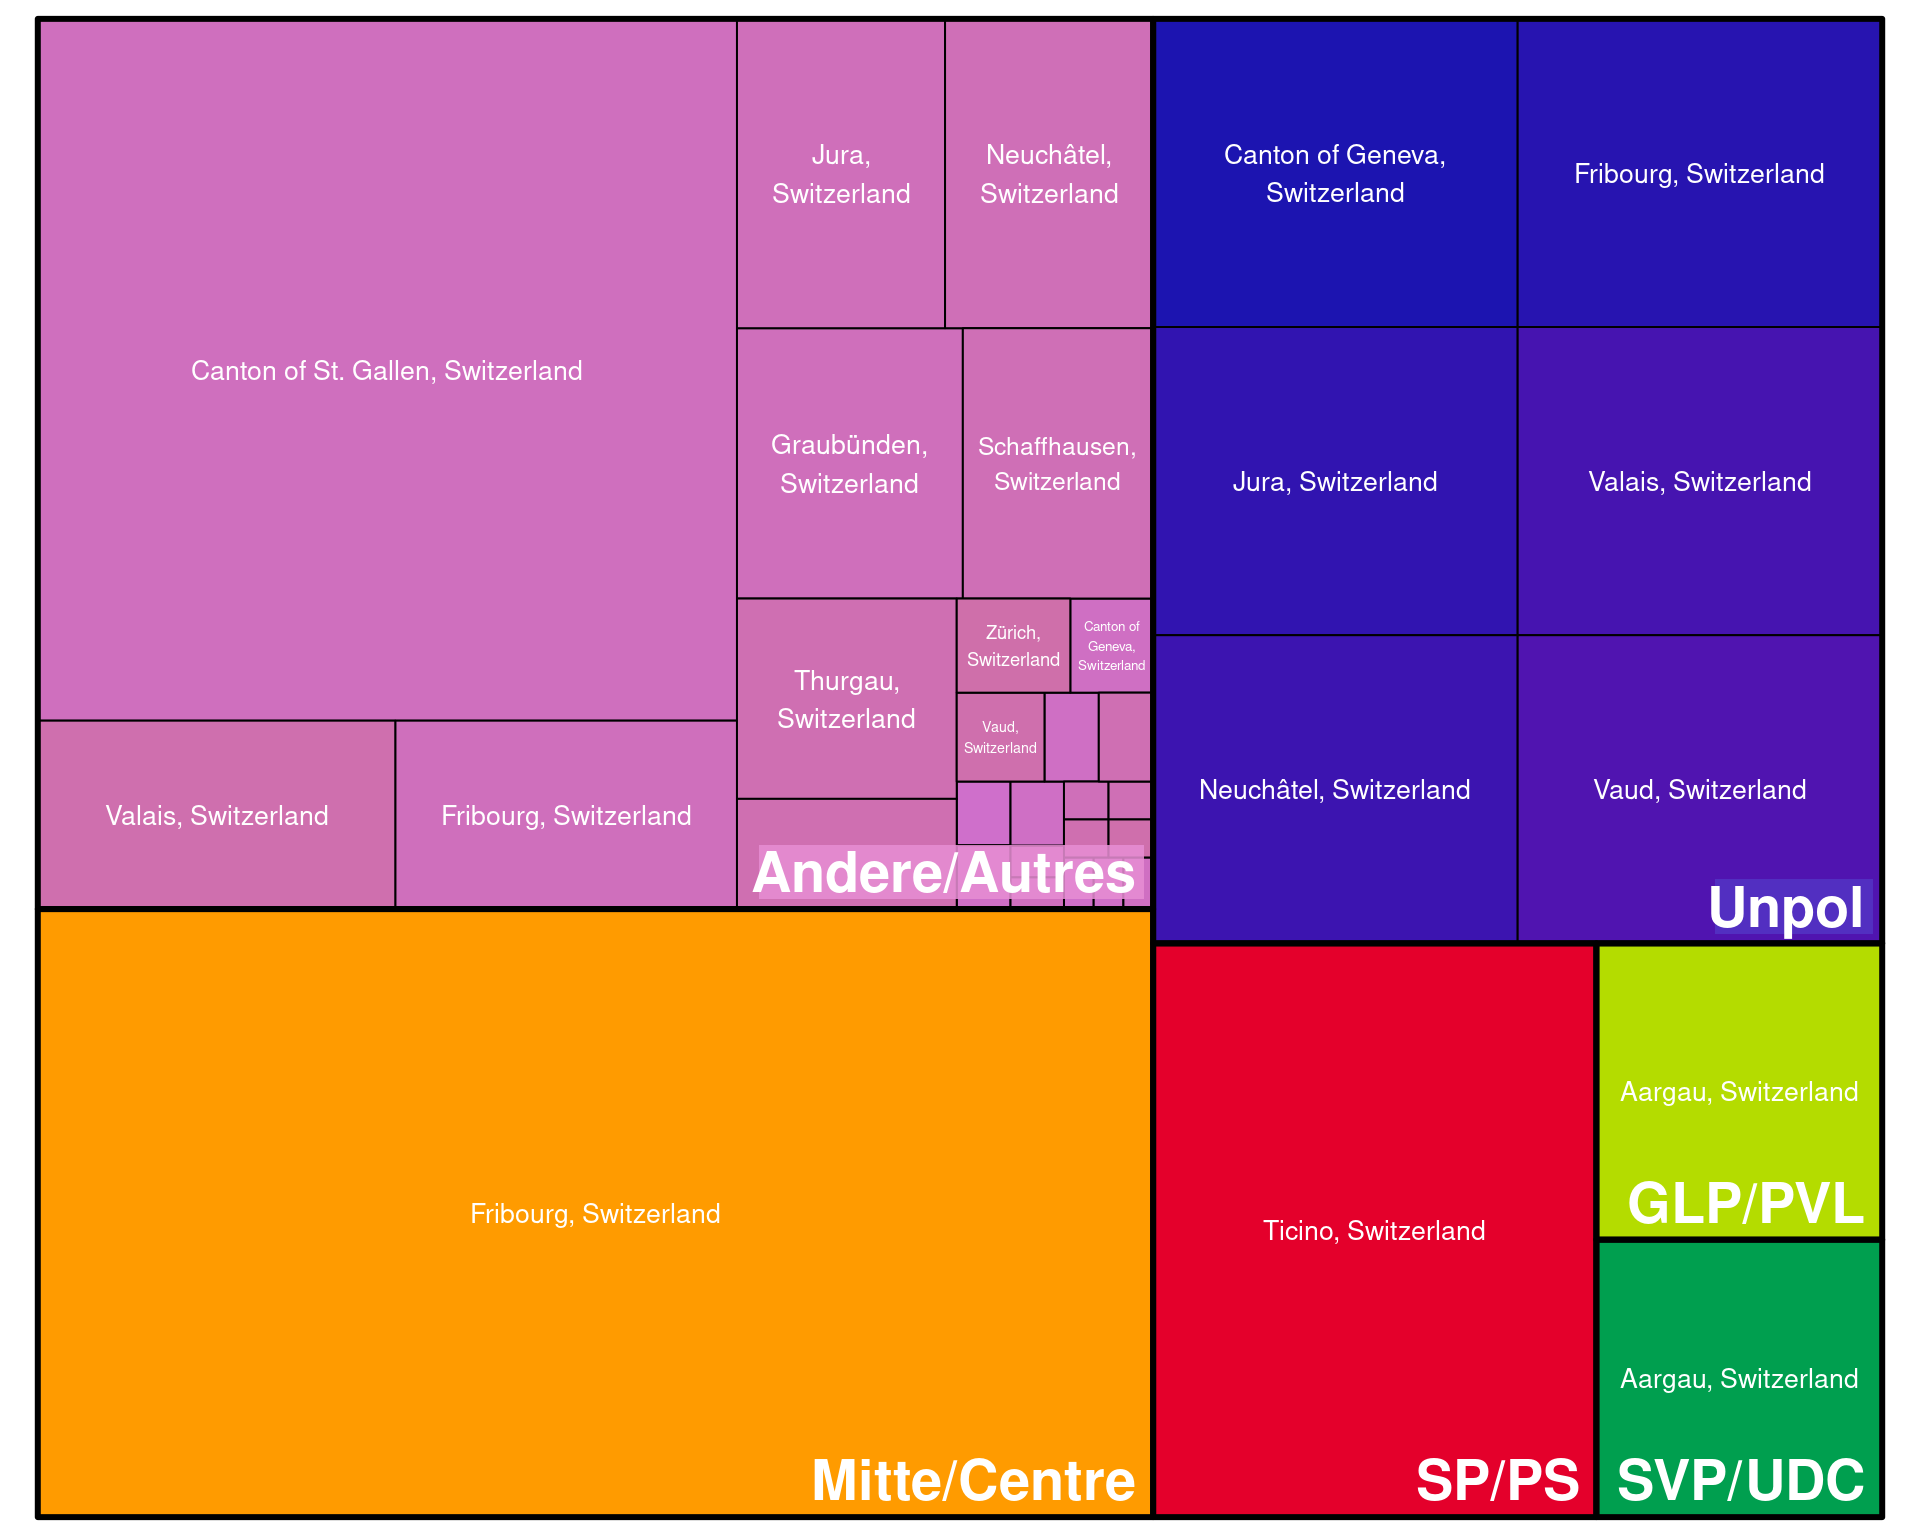 Canton of St. Gallen, Switzerland
Valais, Switzerland
Fribourg, Switzerland
Jura,
Switzerland
Neuchâtel,
Switzerland
Graubünden,
Switzerland
Schaffhausen,
Switzerland
Thurgau,
Switzerland
Zürich,
Switzerland
Canton of
Geneva,
Switzerland
Vaud,
Switzerland
Andere/Autres
Canton of Geneva,
Switzerland
Fribourg, Switzerland
Jura, Switzerland
Valais, Switzerland
Neuchâtel, Switzerland
Vaud, Switzerland
Unpol
Fribourg, Switzerland
Mitte/Centre
Ticino, Switzerland
SP/PS
Aargau, Switzerland
GLP/PVL
Aargau, Switzerland
SVP/UDC